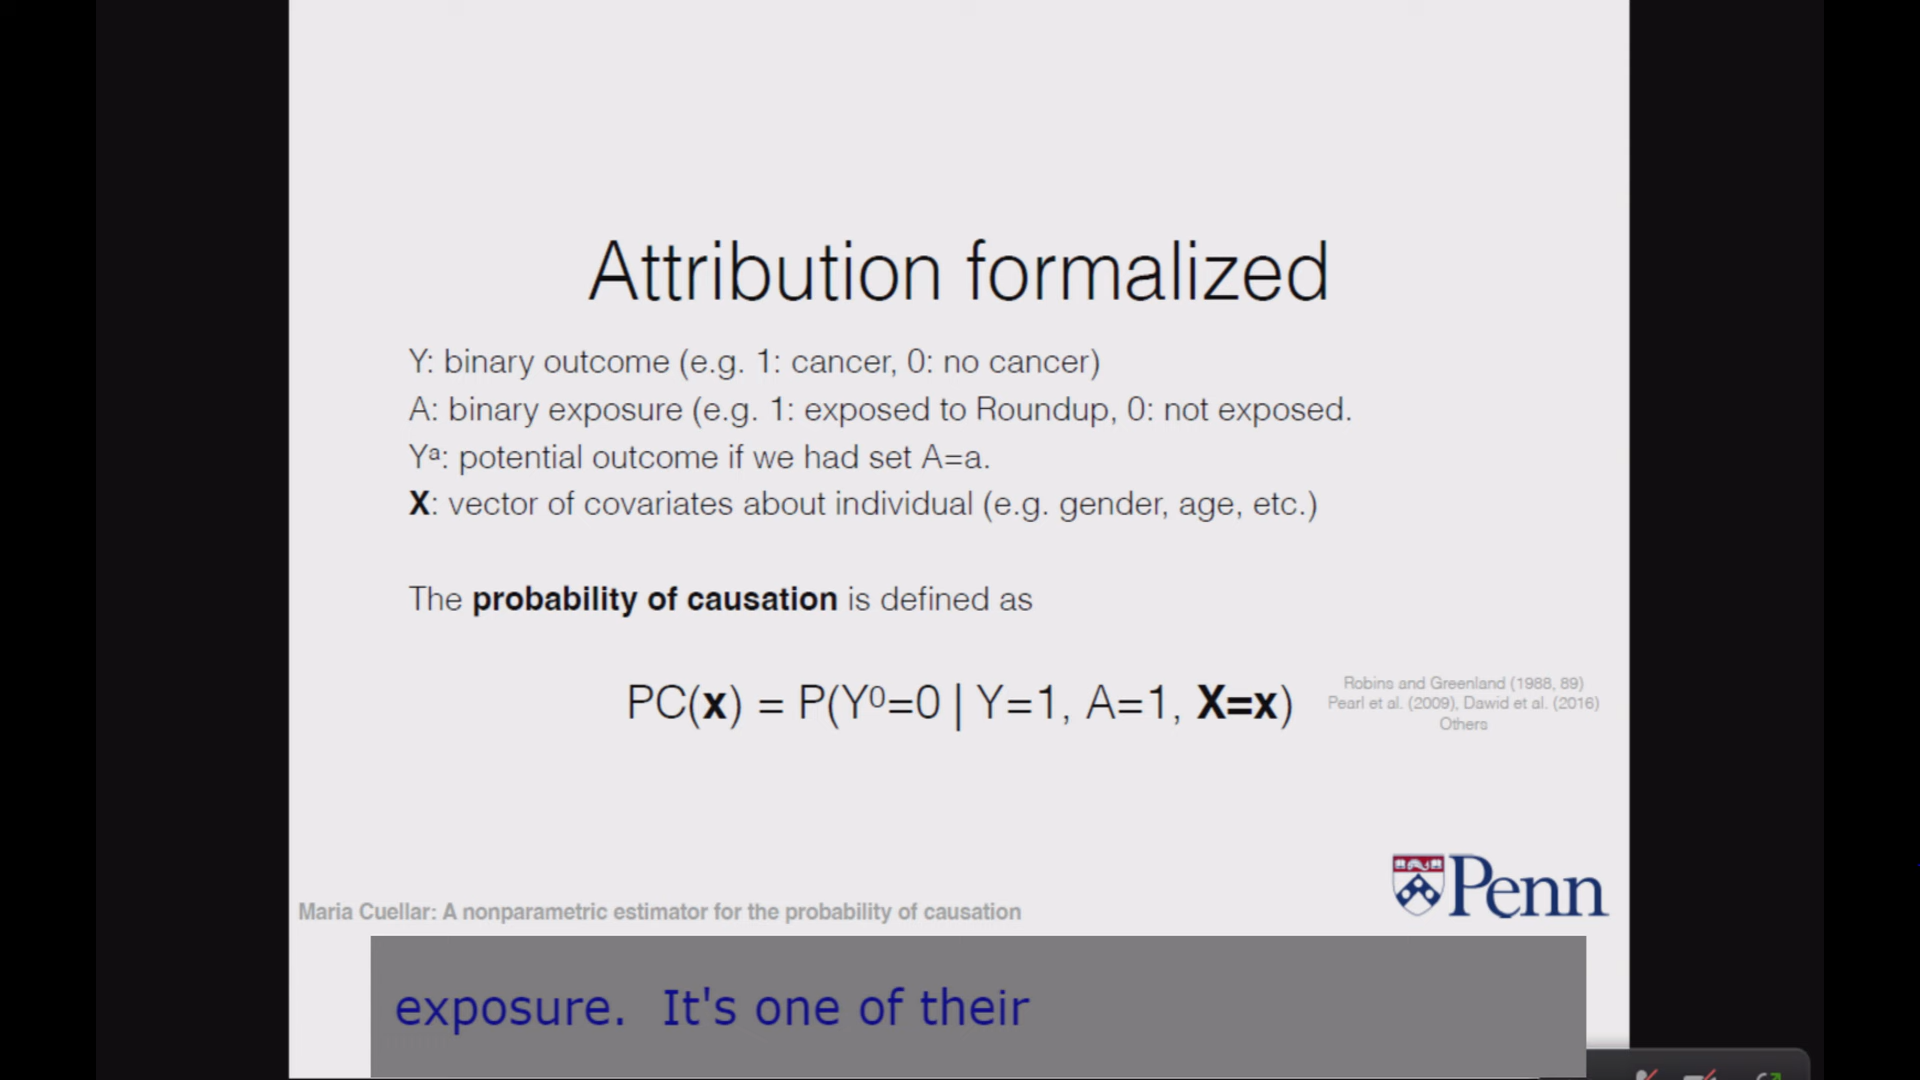 Attribution formalized
Y: binary outcome (e.g. 1: cancer, 0: no cancer)
A: binary exposure (e.g. 1: exposed to Roundup, 0: not exposed.
Yᵃ: potential outcome if we had set A=a.
X: vector of covariates about individual (e.g. gender, age, etc.)
The probability of causation is defined as
PC(x) = P(Y⁰=0 | Y=1, A=1, X=x)
Robins and Greenland (1988, 89)
Pearl et al. (2009), Dawid et al. (2016)
Others
Penn
Maria Cuellar: A nonparametric estimator for the probability of causation
exposure.  It's one of their